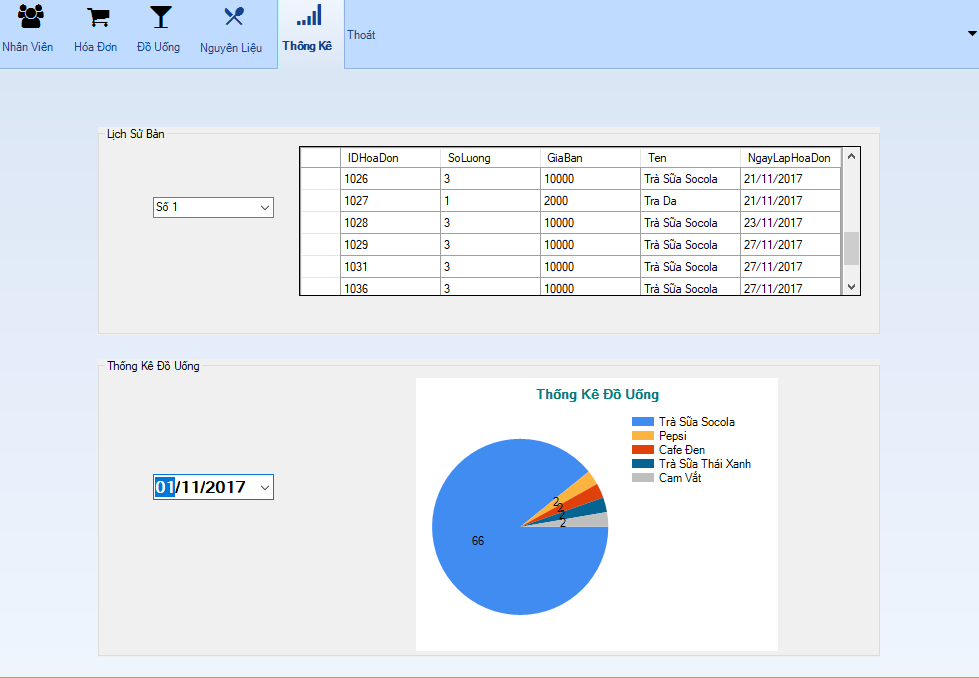 Nhân Viên Hóa Đơn Đồ Uống Nguyên Liệu Thông Kê Thoát
Lịch Sử Bàn
Số 1
IDHoaDon SoLuong GiaBan Ten NgayLapHoaDon
1026 3 10000 Trà Sữa Socola 21/11/2017
1027 1 2000 Tra Da 21/11/2017
1028 3 10000 Trà Sữa Socola 23/11/2017
1029 3 10000 Trà Sữa Socola 27/11/2017
1031 3 10000 Trà Sữa Socola 27/11/2017
1036 3 10000 Trà Sữa Socola 27/11/2017
Thống Kê Đồ Uống
01/11/2017
Thống Kê Đồ Uống
Trà Sữa Socola
Pepsi
Cafe Đen
Trà Sữa Thái Xanh
Cam Vắt
2
2
2
2
66